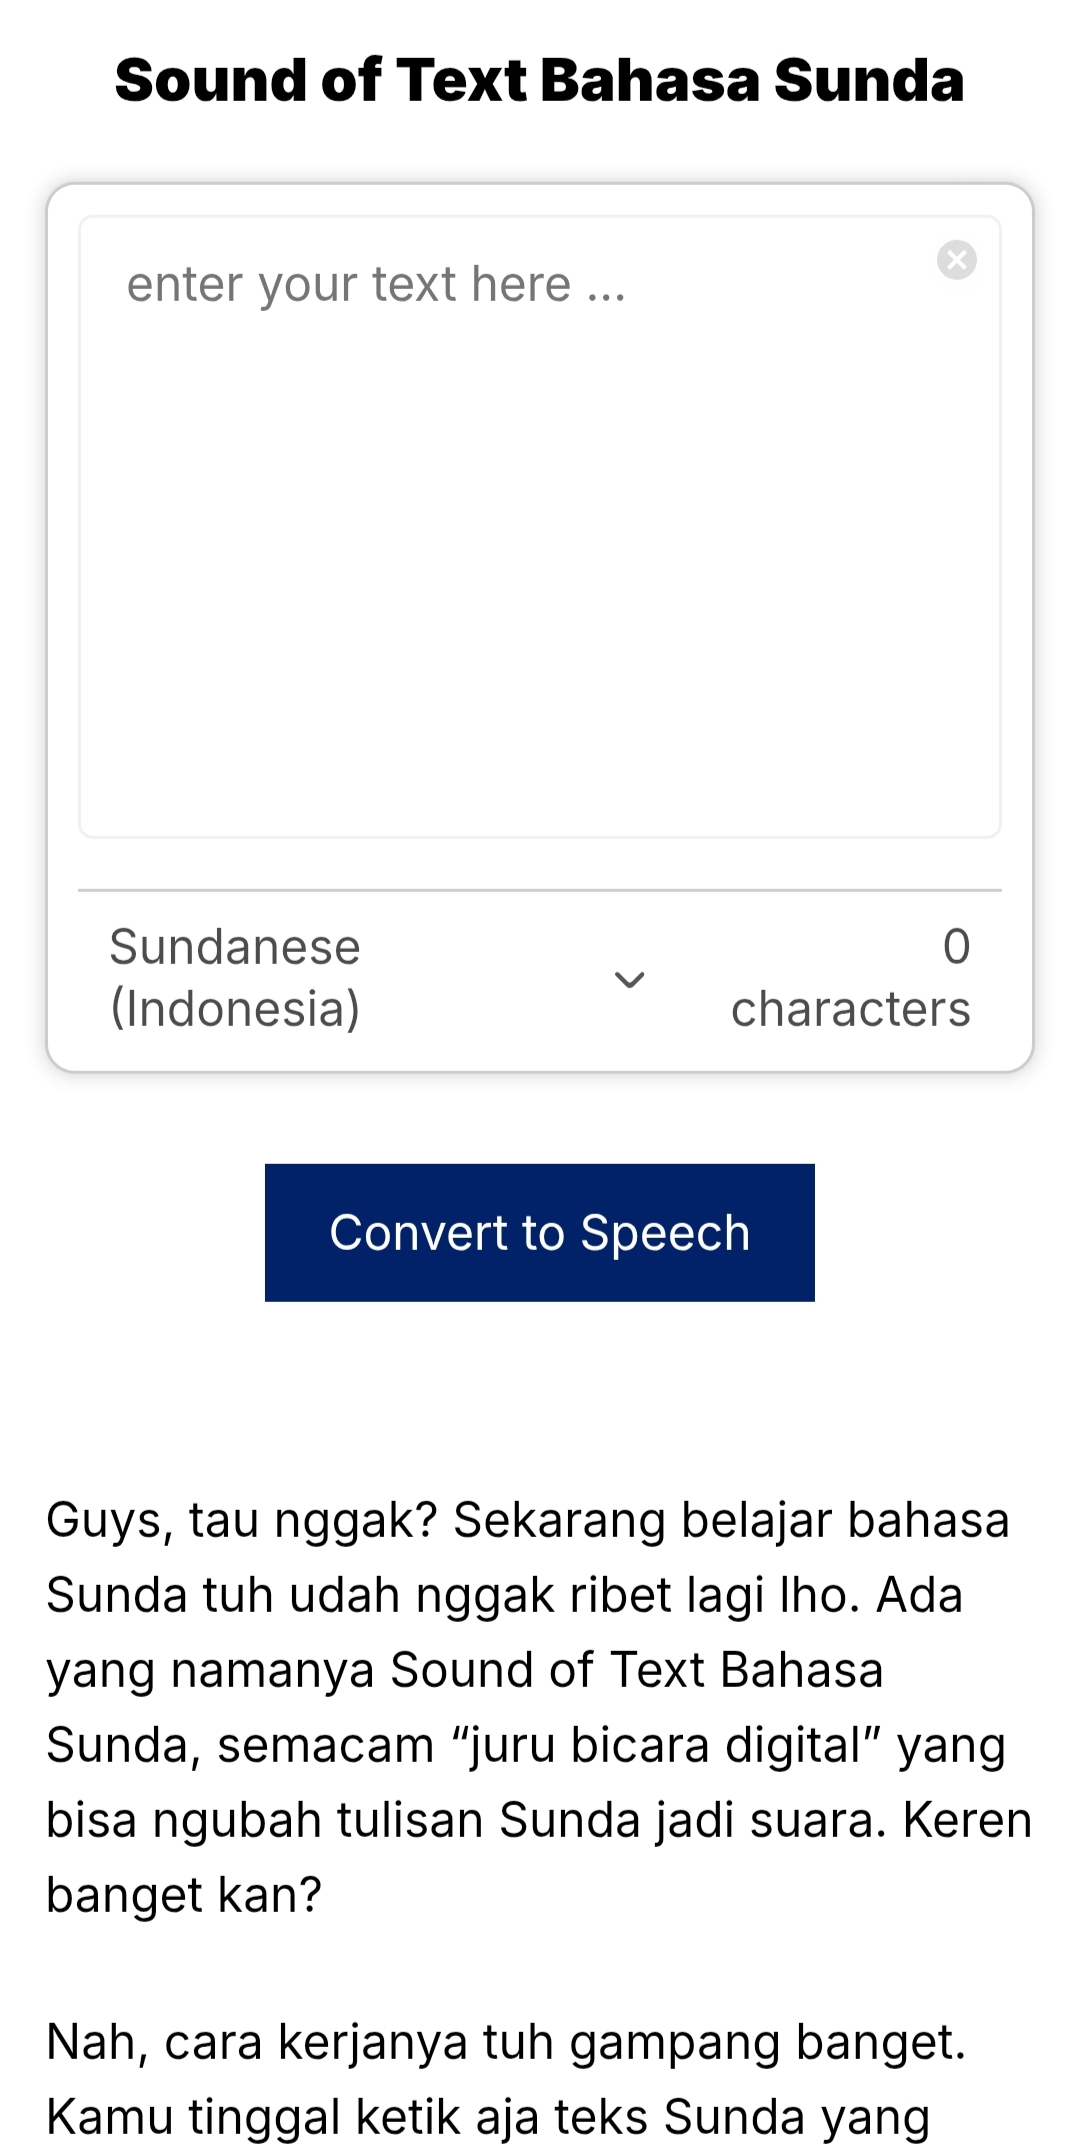 Sound of Text Bahasa Sunda
enter your text here ...
Sundanese
(Indonesia)
0
characters
Convert to Speech
Guys, tau nggak? Sekarang belajar bahasa
Sunda tuh udah nggak ribet lagi lho. Ada
yang namanya Sound of Text Bahasa
Sunda, semacam “juru bicara digital” yang
bisa ngubah tulisan Sunda jadi suara. Keren
banget kan?
Nah, cara kerjanya tuh gampang banget.
Kamu tinggal ketik aja teks Sunda yang